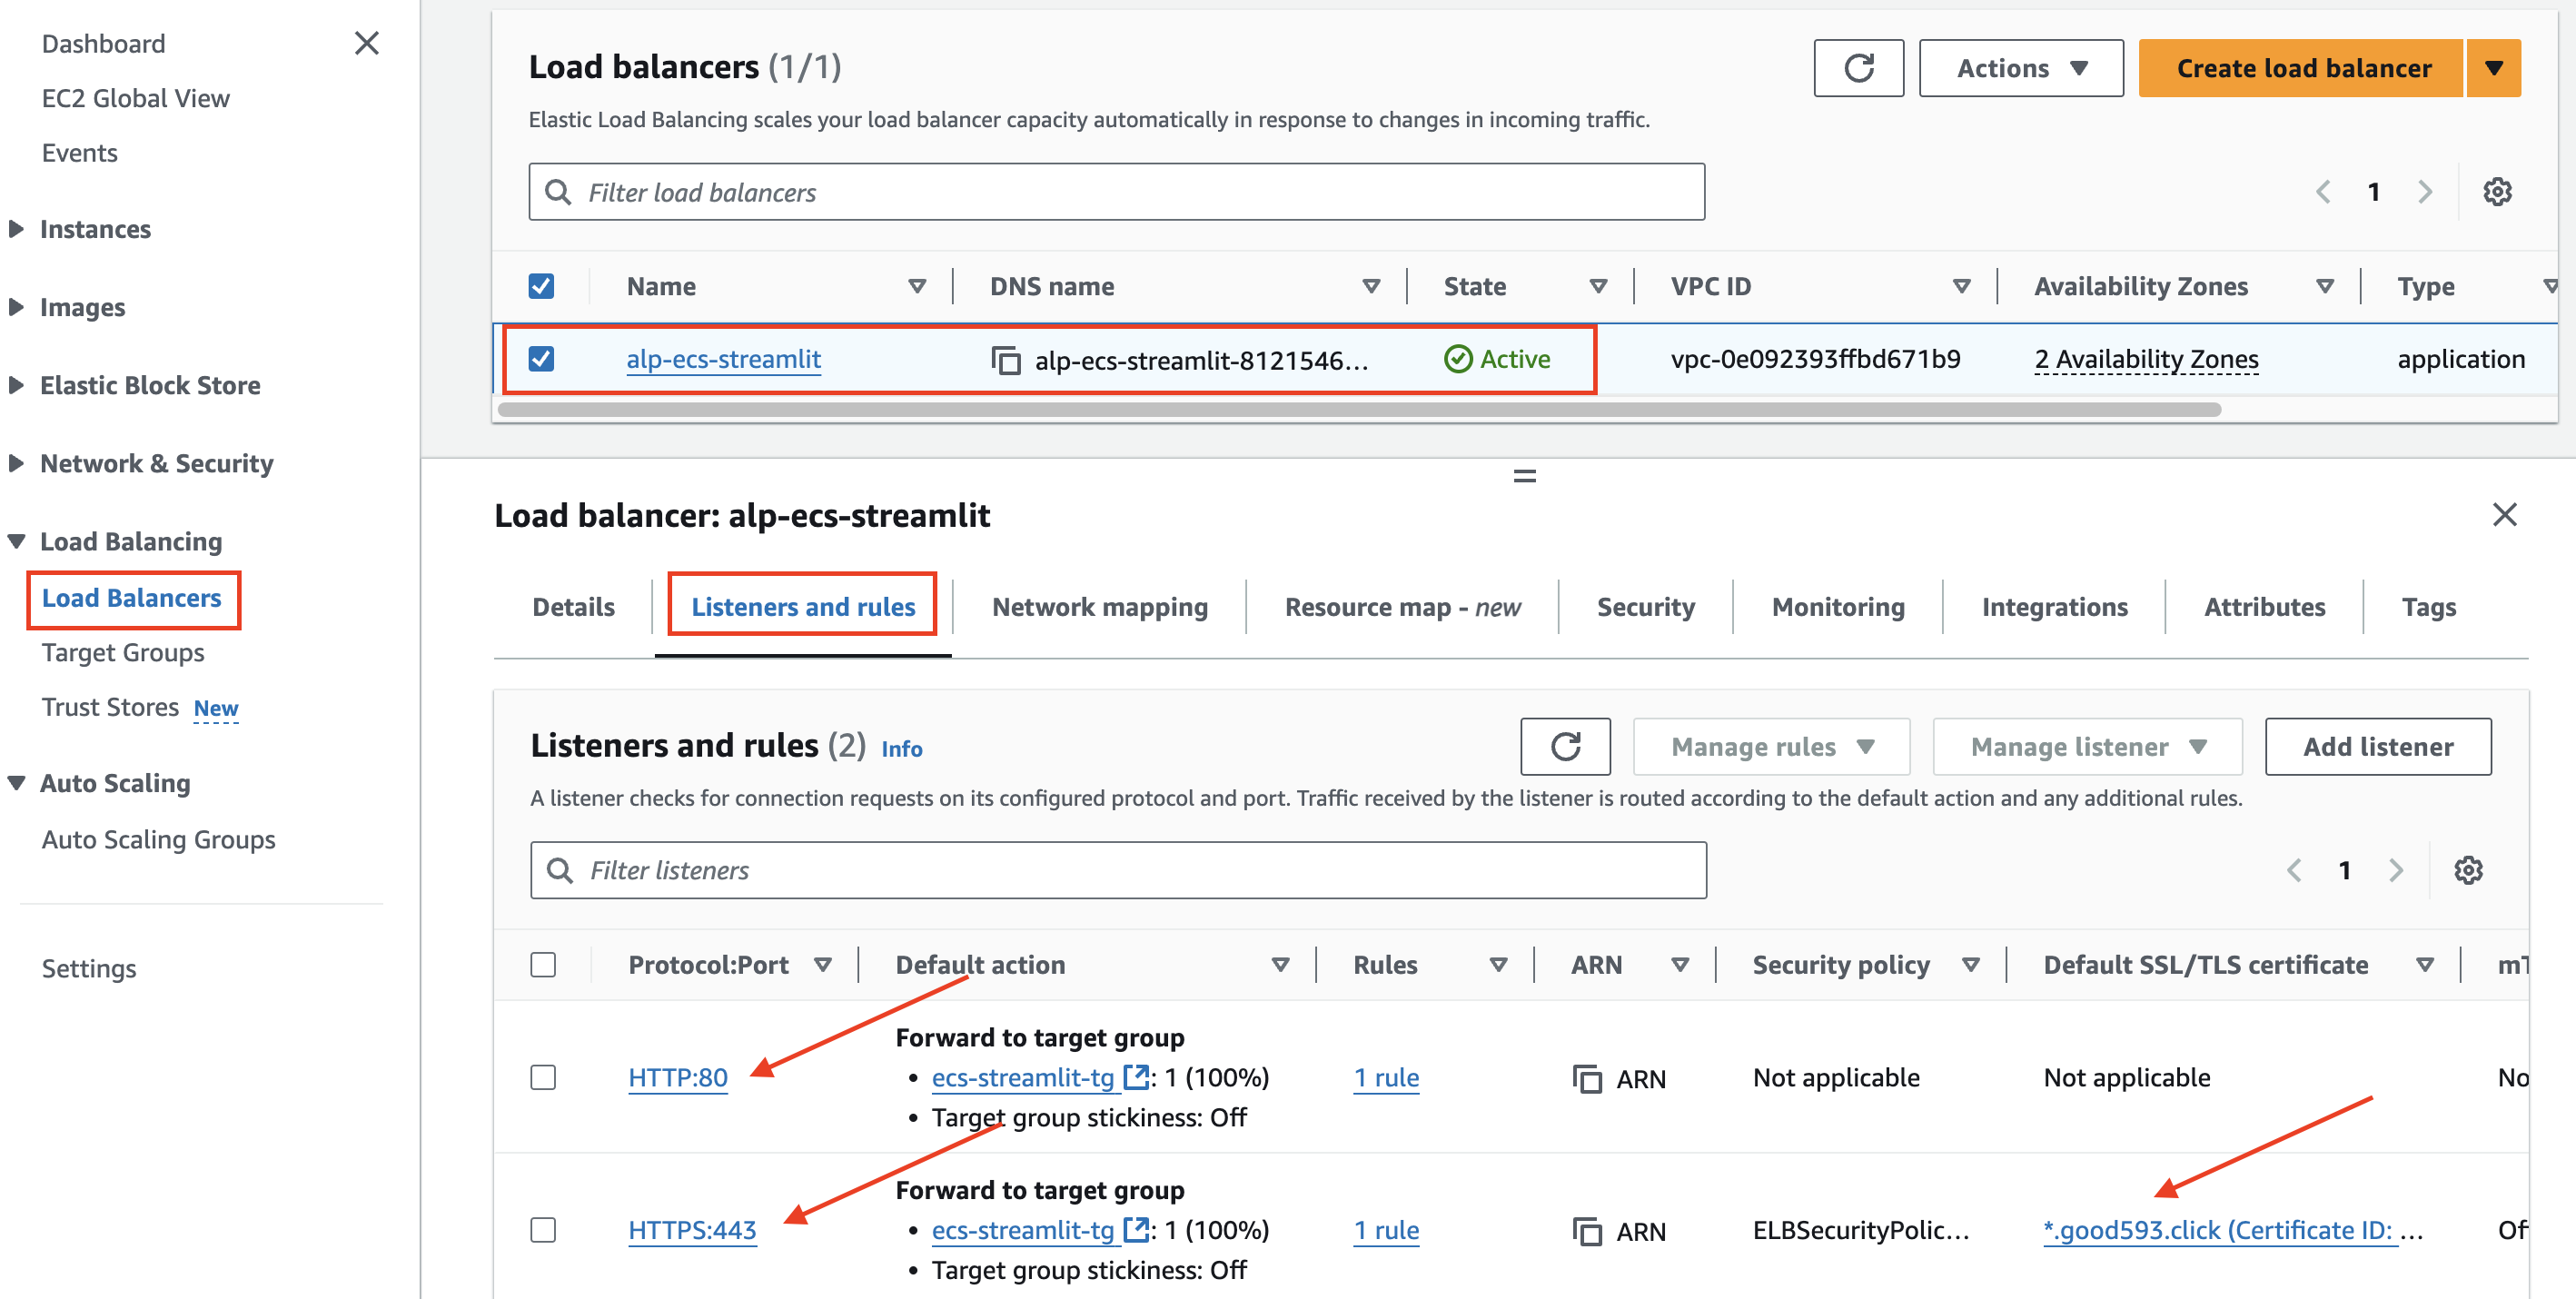 Dashboard
EC2 Global View
Events
Instances
Images
Elastic Block Store
Network & Security
Load Balancing
Load Balancers
Target Groups
Trust Stores New
Auto Scaling
Auto Scaling Groups
Settings
Load balancers (1/1)
Actions
Create load balancer
Elastic Load Balancing scales your load balancer capacity automatically in response to changes in incoming traffic.
Filter load balancers
1
Name DNS name State VPC ID Availability Zones Type
alp-ecs-streamlit alp-ecs-streamlit-8121546... Active vpc-0e092393ffbd671b9 2 Availability Zones application
Load balancer: alp-ecs-streamlit
Details Listeners and rules Network mapping Resource map - new Security Monitoring Integrations Attributes Tags
Listeners and rules (2) Info
Manage rules Manage listener Add listener
A listener checks for connection requests on its configured protocol and port. Traffic received by the listener is routed according to the default action and any additional rules.
Filter listeners
1
Protocol:Port Default action Rules ARN Security policy Default SSL/TLS certificate mT
Forward to target group
HTTP:80 • ecs-streamlit-tg : 1 (100%) 1 rule ARN Not applicable Not applicable No
• Target group stickiness: Off
Forward to target group
HTTPS:443 • ecs-streamlit-tg : 1 (100%) 1 rule ARN ELBSecurityPolic... *.good593.click (Certificate ID: ... Of
• Target group stickiness: Off